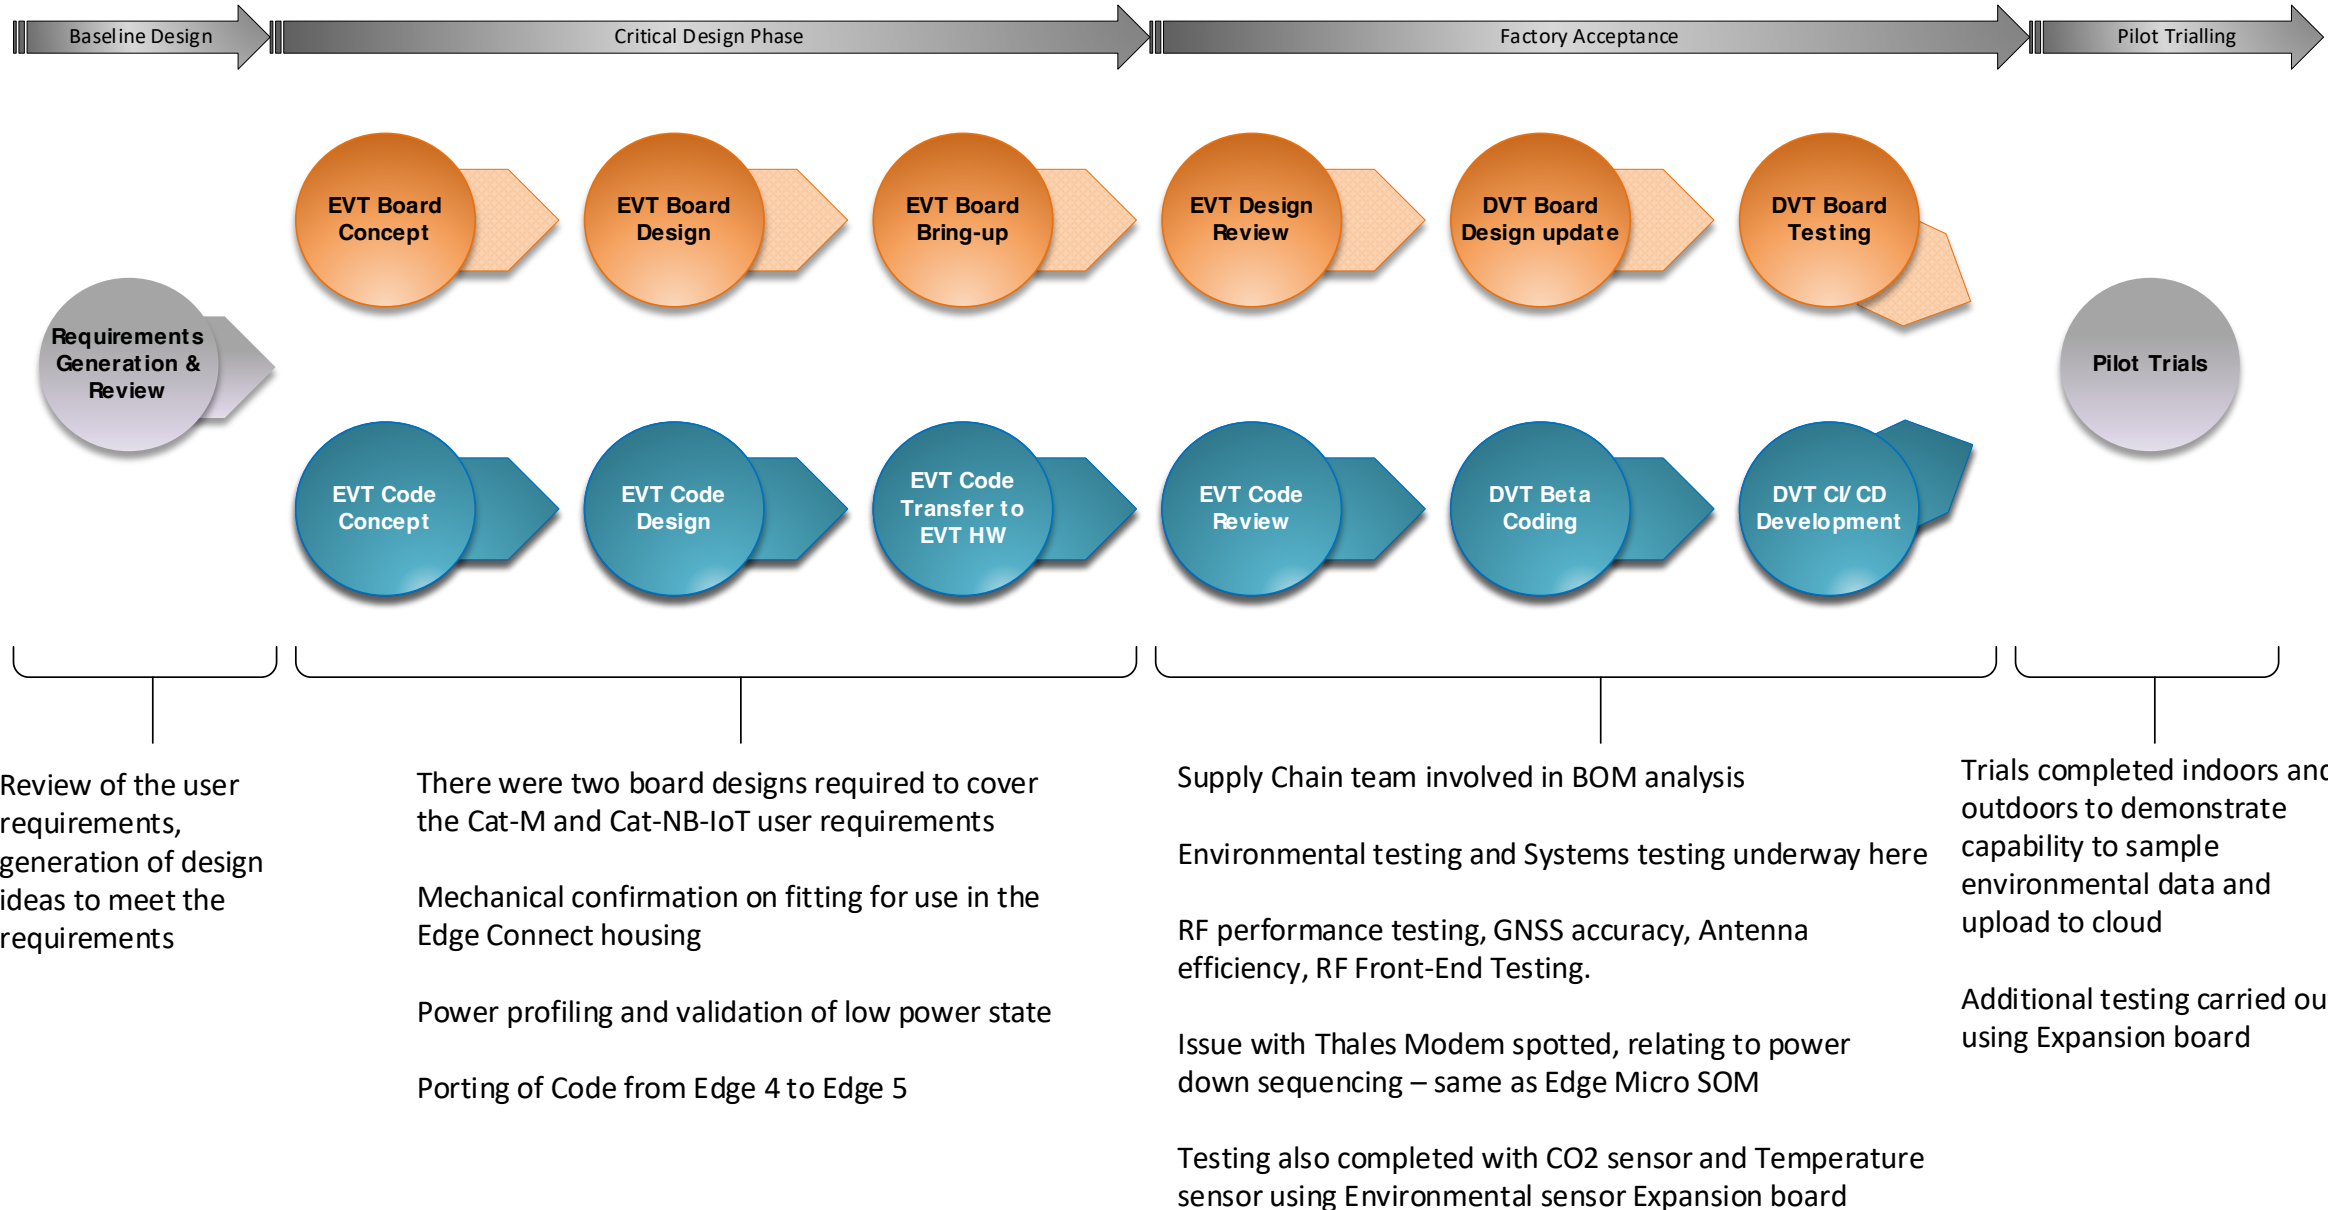 Baseline Design
Critical Design Phase
Factory Acceptance
Pilot Trialling
EVT Board
Concept
EVT Board
Design
EVT Board
Bring-up
EVT Design
Review
DVT Board
Design update
DVT Board
Testing
Requirements
Generation &
Review
Pilot Trials
EVT Code
Concept
EVT Code
Design
EVT Code
Transfer to
EVT HW
EVT Code
Review
DVT Beta
Coding
DVT CI/CD
Development
Review of the user
requirements,
generation of design
ideas to meet the
requirements
There were two board designs required to cover
the Cat-M and Cat-NB-IoT user requirements
Mechanical confirmation on fitting for use in the
Edge Connect housing
Power profiling and validation of low power state
Porting of Code from Edge 4 to Edge 5
Supply Chain team involved in BOM analysis
Environmental testing and Systems testing underway here
RF performance testing, GNSS accuracy, Antenna
efficiency, RF Front-End Testing.
Issue with Thales Modem spotted, relating to power
down sequencing – same as Edge Micro SOM
Testing also completed with CO2 sensor and Temperature
sensor using Environmental sensor Expansion board
Trials completed indoors and
outdoors to demonstrate
capability to sample
environmental data and
upload to cloud
Additional testing carried ou
using Expansion board